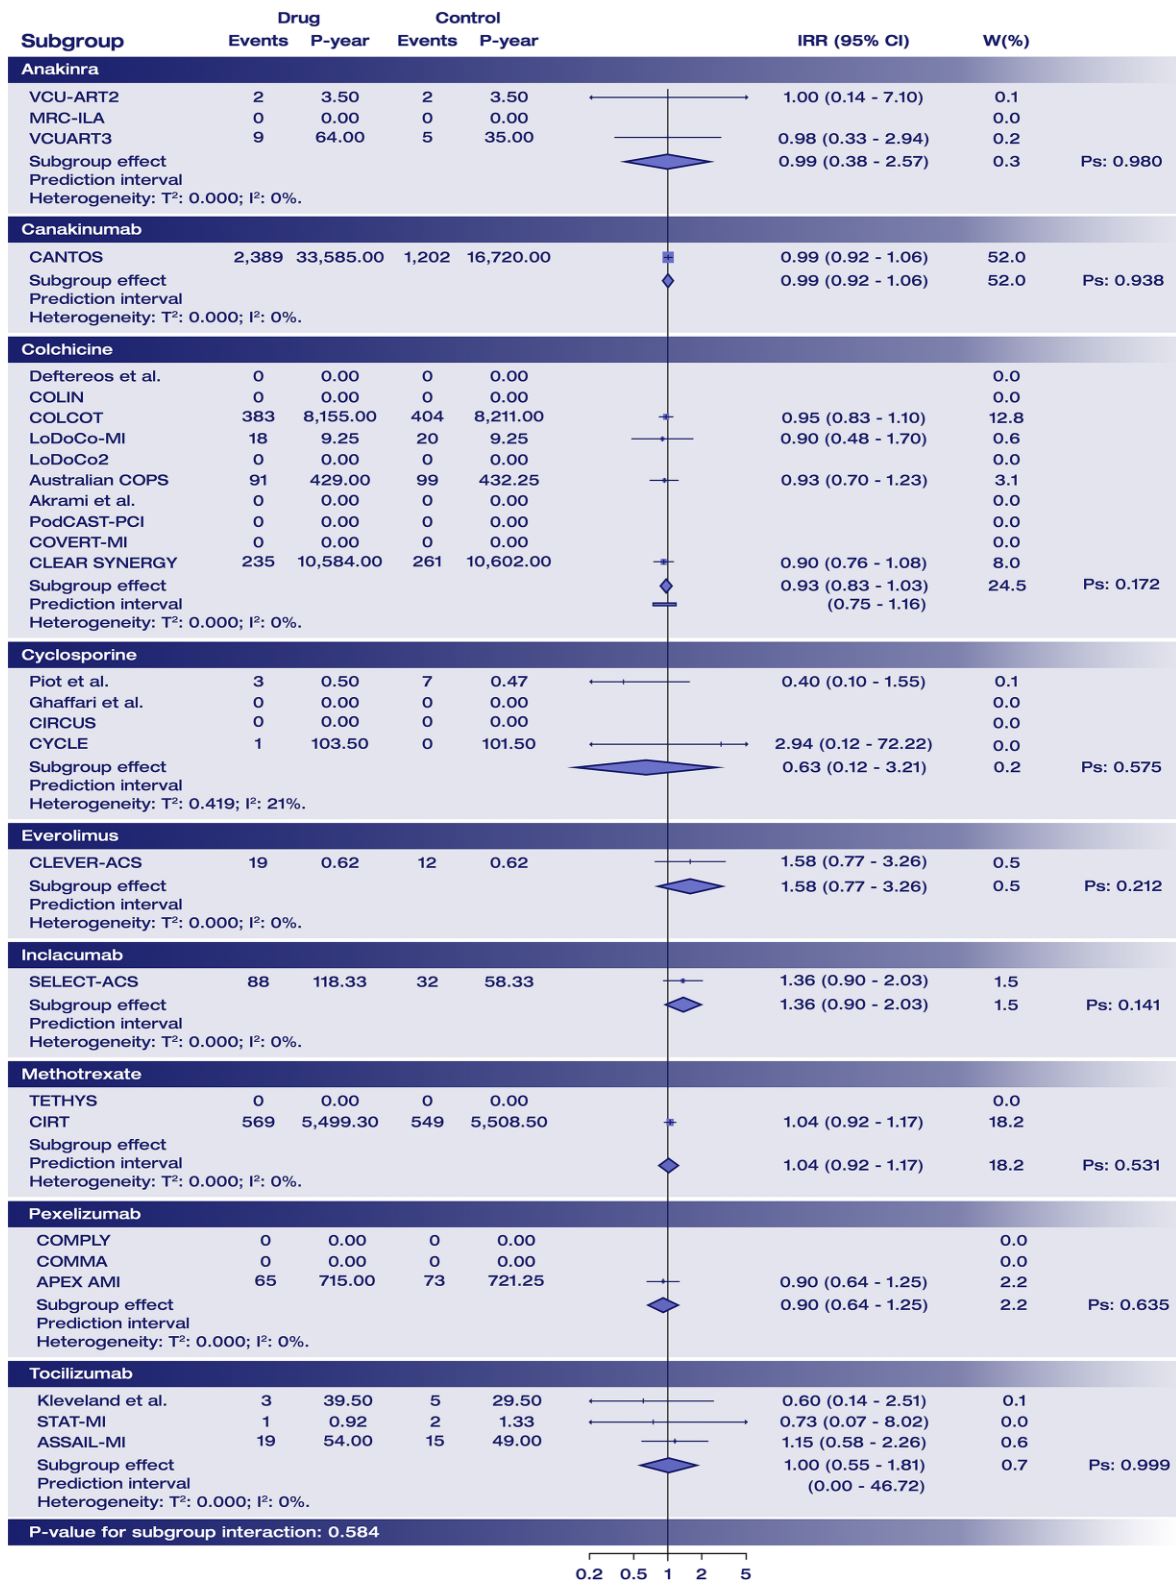 Drug Control
Subgroup Events P-year Events P-year IRR (95% CI) W(%)
Anakinra
VCU-ART2 2 3.50 2 3.50 1.00 (0.14 - 7.10) 0.1
MRC-ILA 0 0.00 0 0.00 0.0
VCUART3 9 64.00 5 35.00 0.98 (0.33 - 2.94) 0.2
Subgroup effect 0.99 (0.38 - 2.57) 0.3 Ps: 0.980
Prediction interval
Heterogeneity: T²: 0.000; I²: 0%.
Canakinumab
CANTOS 2,389 33,585.00 1,202 16,720.00 0.99 (0.92 - 1.06) 52.0
Subgroup effect 0.99 (0.92 - 1.06) 52.0 Ps: 0.938
Prediction interval
Heterogeneity: T²: 0.000; I²: 0%.
Colchicine
Deftereos et al. 0 0.00 0 0.00 0.0
COLIN 0 0.00 0 0.00 0.0
COLCOT 383 8,155.00 404 8,211.00 0.95 (0.83 - 1.10) 12.8
LoDoCo-MI 18 9.25 20 9.25 0.90 (0.48 - 1.70) 0.6
LoDoCo2 0 0.00 0 0.00 0.0
Australian COPS 91 429.00 99 432.25 0.93 (0.70 - 1.23) 3.1
Akrami et al. 0 0.00 0 0.00 0.0
PodCAST-PCI 0 0.00 0 0.00 0.0
COVERT-MI 0 0.00 0 0.00 0.0
CLEAR SYNERGY 235 10,584.00 261 10,602.00 0.90 (0.76 - 1.08) 8.0
Subgroup effect 0.93 (0.83 - 1.03) 24.5 Ps: 0.172
Prediction interval (0.75 - 1.16)
Heterogeneity: T²: 0.000; I²: 0%.
Cyclosporine
Piot et al. 3 0.50 7 0.47 0.40 (0.10 - 1.55) 0.1
Ghaffari et al. 0 0.00 0 0.00 0.0
CIRCUS 0 0.00 0 0.00 0.0
CYCLE 1 103.50 0 101.50 2.94 (0.12 - 72.22) 0.0
Subgroup effect 0.63 (0.12 - 3.21) 0.2 Ps: 0.575
Prediction interval
Heterogeneity: T²: 0.419; I²: 21%.
Everolimus
CLEVER-ACS 19 0.62 12 0.62 1.58 (0.77 - 3.26) 0.5
Subgroup effect 1.58 (0.77 - 3.26) 0.5 Ps: 0.212
Prediction interval
Heterogeneity: T²: 0.000; I²: 0%.
Inclacumab
SELECT-ACS 88 118.33 32 58.33 1.36 (0.90 - 2.03) 1.5
Subgroup effect 1.36 (0.90 - 2.03) 1.5 Ps: 0.141
Prediction interval
Heterogeneity: T²: 0.000; I²: 0%.
Methotrexate
TETHYS 0 0.00 0 0.00 0.0
CIRT 569 5,499.30 549 5,508.50 1.04 (0.92 - 1.17) 18.2
Subgroup effect
Prediction interval 1.04 (0.92 - 1.17) 18.2 Ps: 0.531
Heterogeneity: T²: 0.000; I²: 0%.
Pexelizumab
COMPLY 0 0.00 0 0.00 0.0
COMMA 0 0.00 0 0.00 0.0
APEX AMI 65 715.00 73 721.25 0.90 (0.64 - 1.25) 2.2
Subgroup effect 0.90 (0.64 - 1.25) 2.2 Ps: 0.635
Prediction interval
Heterogeneity: T²: 0.000; I²: 0%.
Tocilizumab
Kleveland et al. 3 39.50 5 29.50 0.60 (0.14 - 2.51) 0.1
STAT-MI 1 0.92 2 1.33 0.73 (0.07 - 8.02) 0.0
ASSAIL-MI 19 54.00 15 49.00 1.15 (0.58 - 2.26) 0.6
Subgroup effect 1.00 (0.55 - 1.81) 0.7 Ps: 0.999
Prediction interval (0.00 - 46.72)
Heterogeneity: T²: 0.000; I²: 0%.
P-value for subgroup interaction: 0.584
0.2 0.5 1 2 5